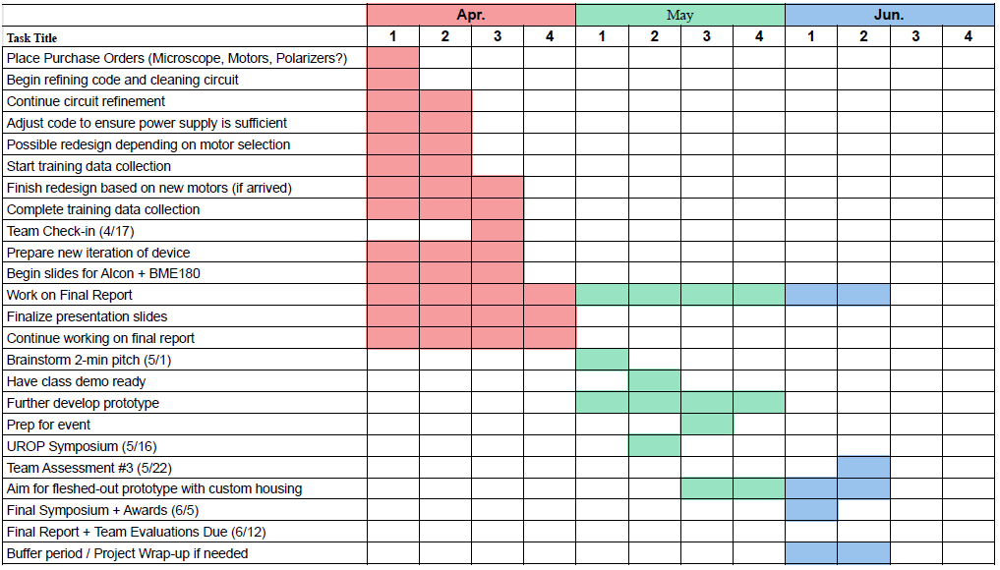 Apr. May Jun.
Task Title 1 2 3 4 1 2 3 4 1 2 3 4
Place Purchase Orders (Microscope, Motors, Polarizers?)
Begin refining code and cleaning circuit
Continue circuit refinement
Adjust code to ensure power supply is sufficient
Possible redesign depending on motor selection
Start training data collection
Finish redesign based on new motors (if arrived)
Complete training data collection
Team Check-in (4/17)
Prepare new iteration of device
Begin slides for Alcon + BME180
Work on Final Report
Finalize presentation slides
Continue working on final report
Brainstorm 2-min pitch (5/1)
Have class demo ready
Further develop prototype
Prep for event
UROP Symposium (5/16)
Team Assessment #3 (5/22)
Aim for fleshed-out prototype with custom housing
Final Symposium + Awards (6/5)
Final Report + Team Evaluations Due (6/12)
Buffer period / Project Wrap-up if needed